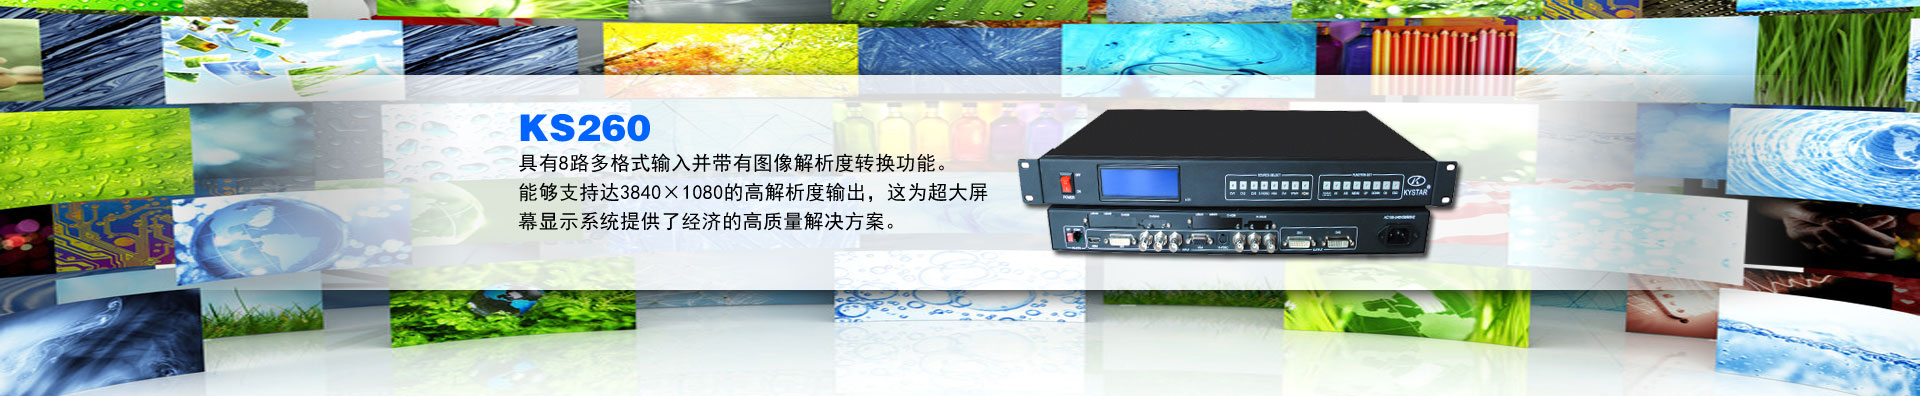 KS260
具有8路多格式输入并带有图像解析度转换功能。
能够支持达3840×1080的高解析度输出，这为超大屏
幕显示系统提供了经济的高质量解决方案。
SOURCE SELECT
POWER
KYSTAR